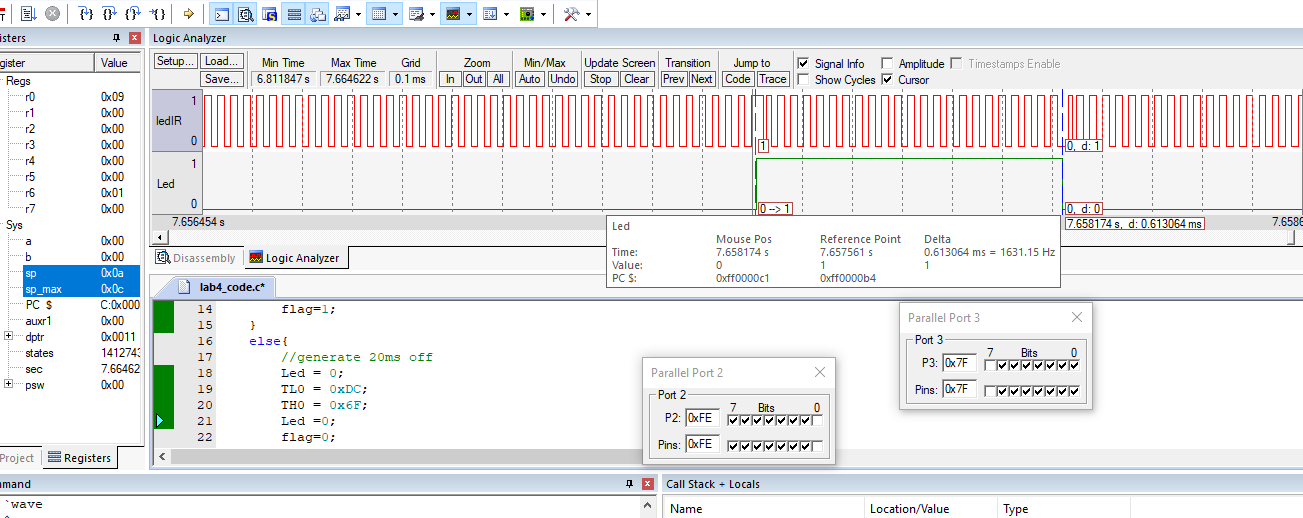 isters
Logic Analyzer
gister Value
Regs
r0 0x09
r1 0x00
r2 0x00
r3 0x00
r4 0x00
r5 0x00
r6 0x01
r7 0x00
Sys
a 0x00
b 0x00
sp 0x0a
sp_max 0x0c
PC $ C:0x000
auxr1 0x00
dptr 0x0011
states 1412743
sec 7.66462
psw 0x00
Project Registers
Setup... Load... Min Time Max Time Grid Zoom Min/Max Update Screen Transition Jump to Signal Info Amplitude Timestamps Enable
Save... 6.811847 s 7.664622 s 0.1 ms In Out All Auto Undo Stop Clear Prev Next Code Trace Show Cycles Cursor
1
ledIR
0
1 0, d: 1
1
Led
0
0 --> 1 0, d: 0
7.656454 s 7.658174 s, d: 0.613064 ms 7.6586
Led
Mouse Pos Reference Point Delta
Time: 7.658174 s 7.657561 s 0.613064 ms = 1631.15 Hz
Value: 0 1 1
PC $: 0xff0000c1 0xff0000b4
Disassembly Logic Analyzer
lab4_code.c*
14 flag=1;
15 }
16 else{
17 //generate 20ms off
18 Led = 0;
19 TL0 = 0xDC;
20 TH0 = 0x6F;
21 Led =0;
22 flag=0;
Parallel Port 2
Port 2
7 Bits 0
P2: 0xFE
Pins: 0xFE
Parallel Port 3
Port 3
7 Bits 0
P3: 0x7F
Pins: 0x7F
mmand
`wave
Call Stack + Locals
Name Location/Value Type